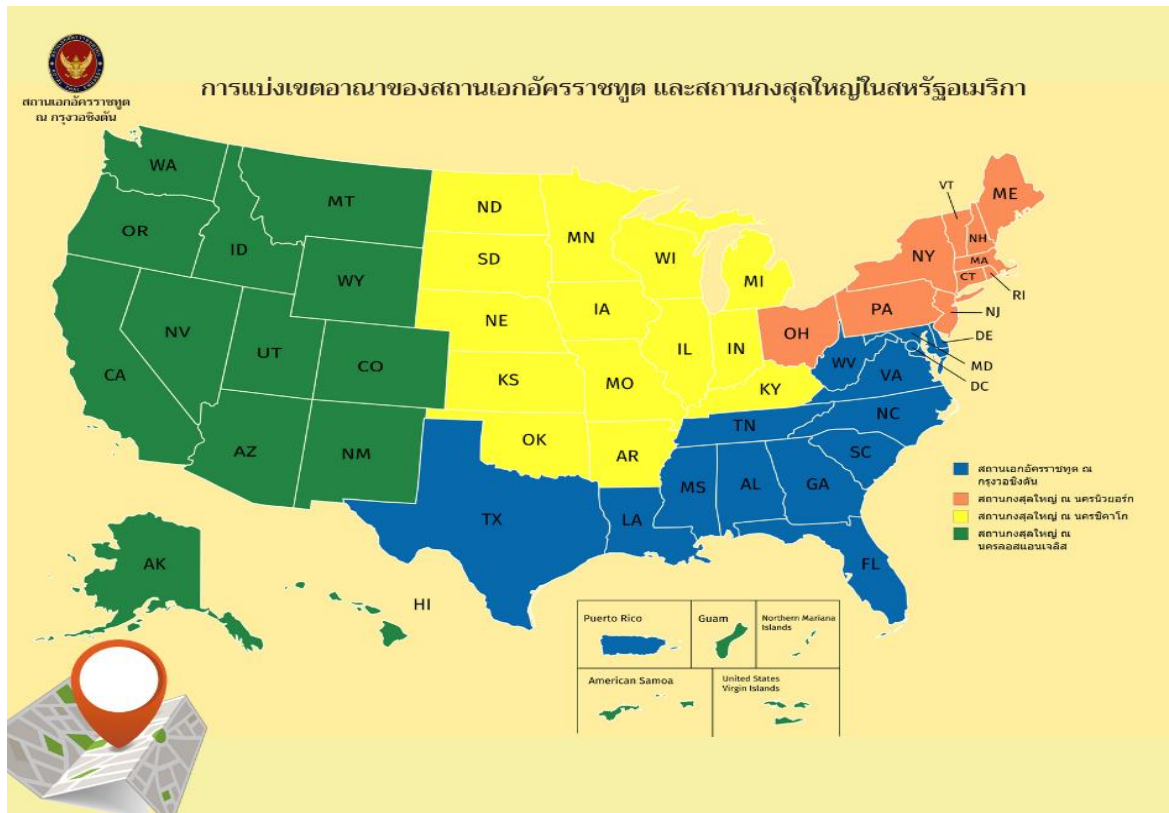 สถานเอกอัครราชทูต
ณ กรุงวอชิงตัน
การแบ่งเขตอาณาของสถานเอกอัครราชทูต และสถานกงสุลใหญ่ในสหรัฐอเมริกา
WA
MT
ND
MN
VT
ME
OR
ID
SD
WI
MI
NY
NH
MA
CT
RI
WY
NE
IA
PA
NJ
NV
UT
CO
IL
IN
OH
DE
CA
KS
MO
WV
VA
MD
DC
KY
AZ
NM
OK
AR
TN
NC
SC
MS
AL
GA
TX
LA
FL
AK
HI
สถานเอกอัครราชทูต ณ
กรุงวอชิงตัน
สถานกงสุลใหญ่ ณ นครนิวยอร์ก
สถานกงสุลใหญ่ ณ นครชิคาโก
สถานกงสุลใหญ่ ณ
นครลอสแอนเจลิส
Puerto Rico
Guam
Northern Mariana
Islands
American Samoa
United States
Virgin Islands